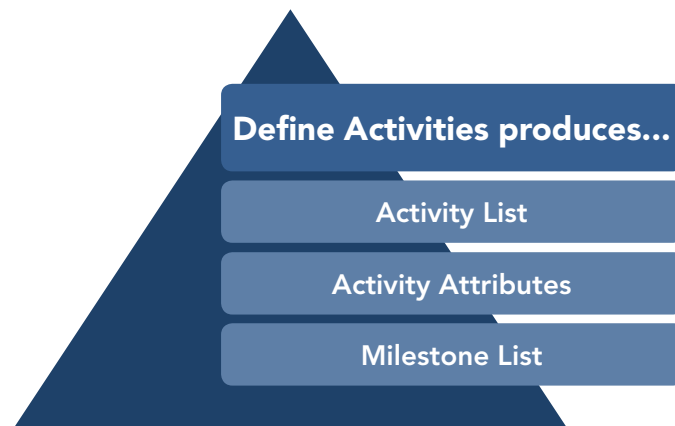 Define Activities produces...
Activity List
Activity Attributes
Milestone List